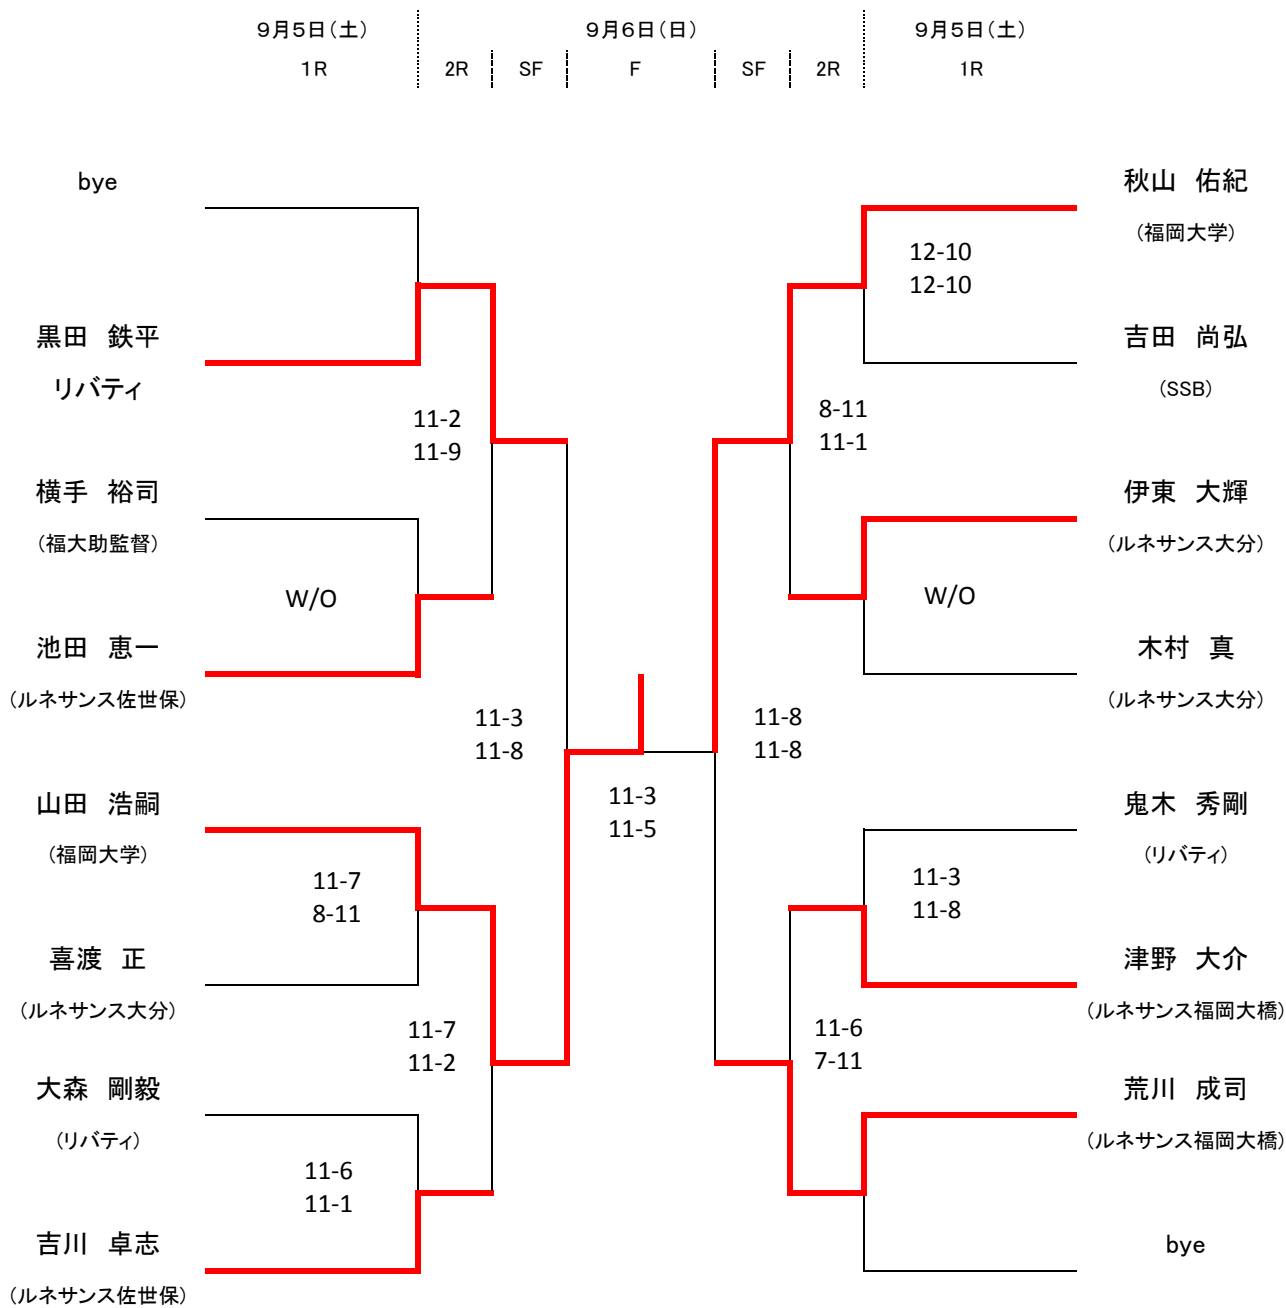 9月5日(土) 9月6日(日) 9月5日(土)
1R 2R SF F SF 2R 1R
bye
黒田　鉄平
リバティ
11-2
11-9
横手　裕司
(福大助監督)
W/O
池田　恵一
(ルネサンス佐世保)
11-3
11-8
山田　浩嗣
(福岡大学)
11-7
8-11
喜渡　正
(ルネサンス大分)
11-7
11-2
大森　剛毅
(リバティ)
11-6
11-1
吉川　卓志
(ルネサンス佐世保)
11-3
11-5
秋山　佑紀
(福岡大学)
12-10
12-10
吉田　尚弘
(SSB)
8-11
11-1
伊東　大輝
(ルネサンス大分)
W/O
木村　真
(ルネサンス大分)
11-8
11-8
鬼木　秀剛
(リバティ)
11-3
11-8
津野　大介
(ルネサンス福岡大橋)
11-6
7-11
荒川　成司
(ルネサンス福岡大橋)
bye